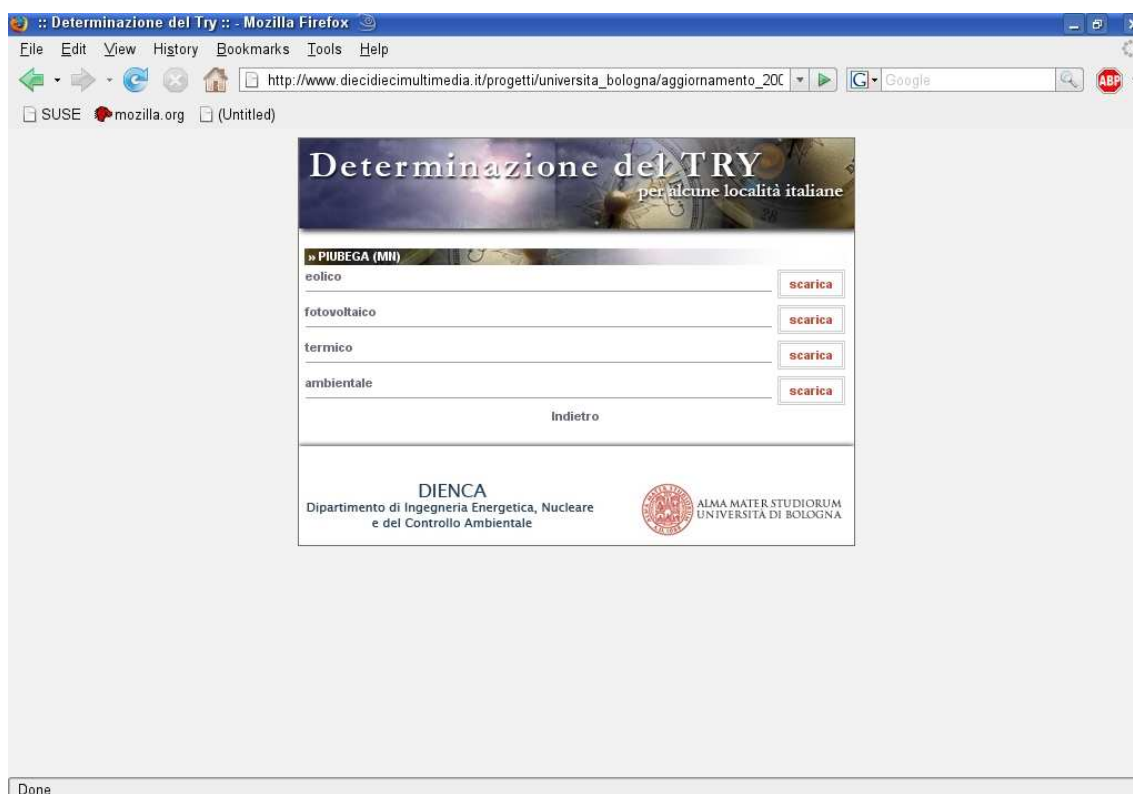 :: Determinazione del Try :: - Mozilla Firefox
File Edit View History Bookmarks Tools Help
http://www.diecidiecimultimedia.it/progetti/universita_bologna/aggiornamento_200
G Google
ABP
SUSE mozilla.org (Untitled)
Determinazione del TRY
per alcune località italiane
» PIUBEGA (MN)
eolico scarica
fotovoltaico scarica
termico scarica
ambientale scarica
Indietro
DIENCA
Dipartimento di Ingegneria Energetica, Nucleare
e del Controllo Ambientale
ALMA MATER STUDIORUM
UNIVERSITÀ DI BOLOGNA
Done